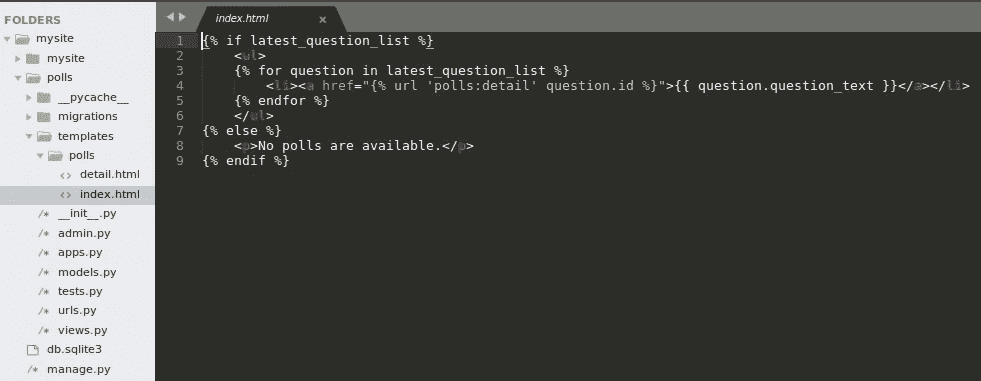 FOLDERS
mysite
mysite
polls
__pycache__
migrations
templates
polls
detail.html
index.html
__init__.py
admin.py
apps.py
models.py
tests.py
urls.py
views.py
db.sqlite3
manage.py
index.html ×
1 {% if latest_question_list %}
2     <ul>
3     {% for question in latest_question_list %}
4         <li><a href="{% url 'polls:detail' question.id %}">{{ question.question_text }}</a></li>
5     {% endfor %}
6     </ul>
7 {% else %}
8     <p>No polls are available.</p>
9 {% endif %}